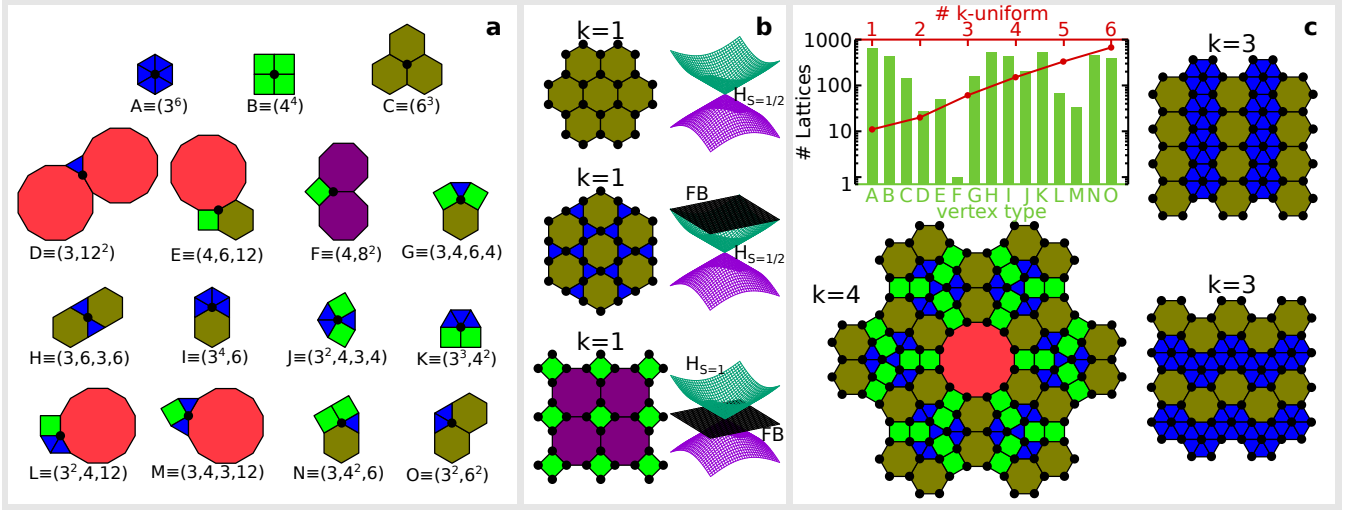 a
A≡(3⁶)
B≡(4⁴)
C≡(6³)
D≡(3,12²)
E≡(4,6,12)
F≡(4,8²)
G≡(3,4,6,4)
H≡(3,6,3,6)
I≡(3⁴,6)
J≡(3²,4,3,4)
K≡(3³,4²)
L≡(3²,4,12)
M≡(3,4,3,12)
N≡(3,4²,6)
O≡(3²,6²)
b
k=1
H_{S=1/2}
k=1
FB
H_{S=1/2}
k=1
H_{S=1}
FB
c
# k-uniform
1 2 3 4 5 6
# Lattices
1000
100
10
1
A B C D E F G H I J K L M N O
vertex type
k=3
k=4
k=3